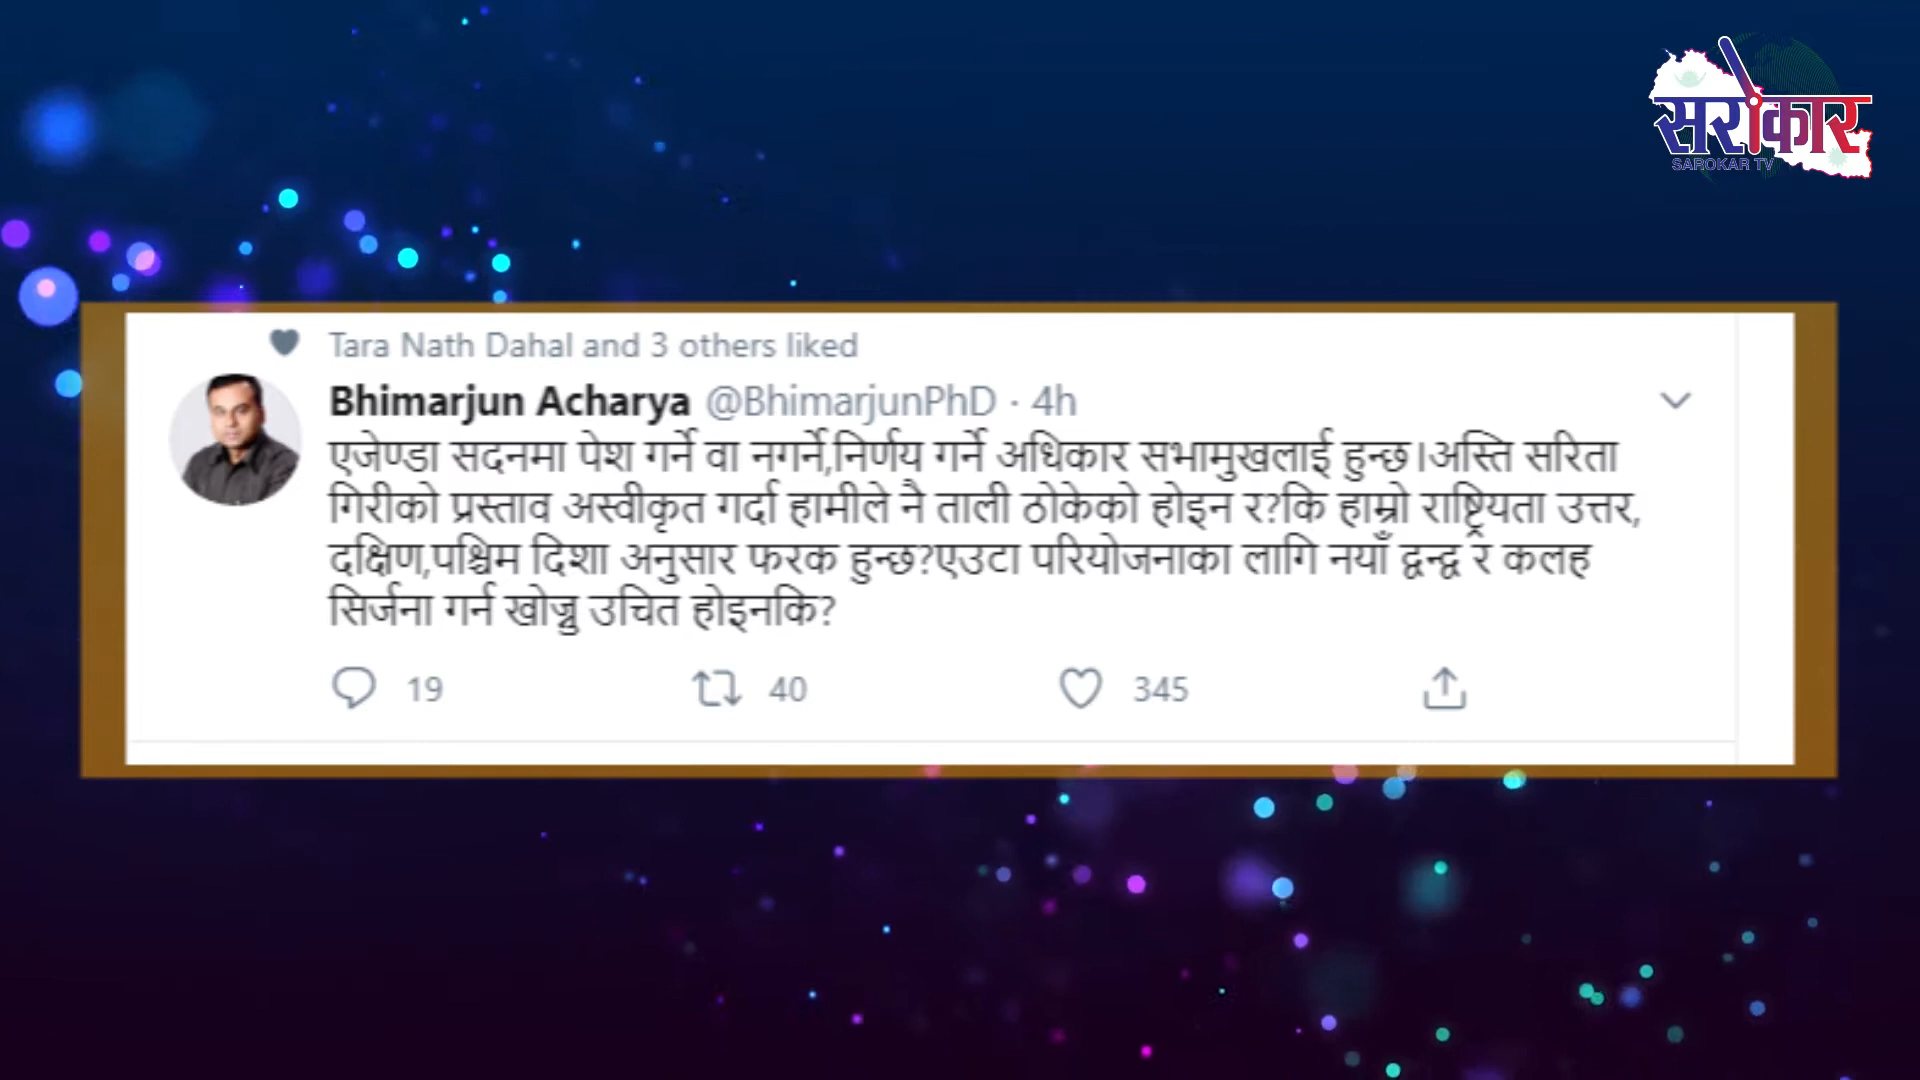 सरोकार
SAROKAR TV
Tara Nath Dahal and 3 others liked
Bhimarjun Acharya @BhimarjunPhD · 4h
एजेण्डा सदनमा पेश गर्ने वा नगर्ने,निर्णय गर्ने अधिकार सभामुखलाई हुन्छ।अस्ति सरिता
गिरीको प्रस्ताव अस्वीकृत गर्दा हामीले नै ताली ठोकेको होइन र?कि हाम्रो राष्ट्रियता उत्तर,
दक्षिण,पश्चिम दिशा अनुसार फरक हुन्छ?एउटा परियोजनाका लागि नयाँ द्वन्द्व र कलह
सिर्जना गर्न खोज्नु उचित होइनकि?
19 40 345